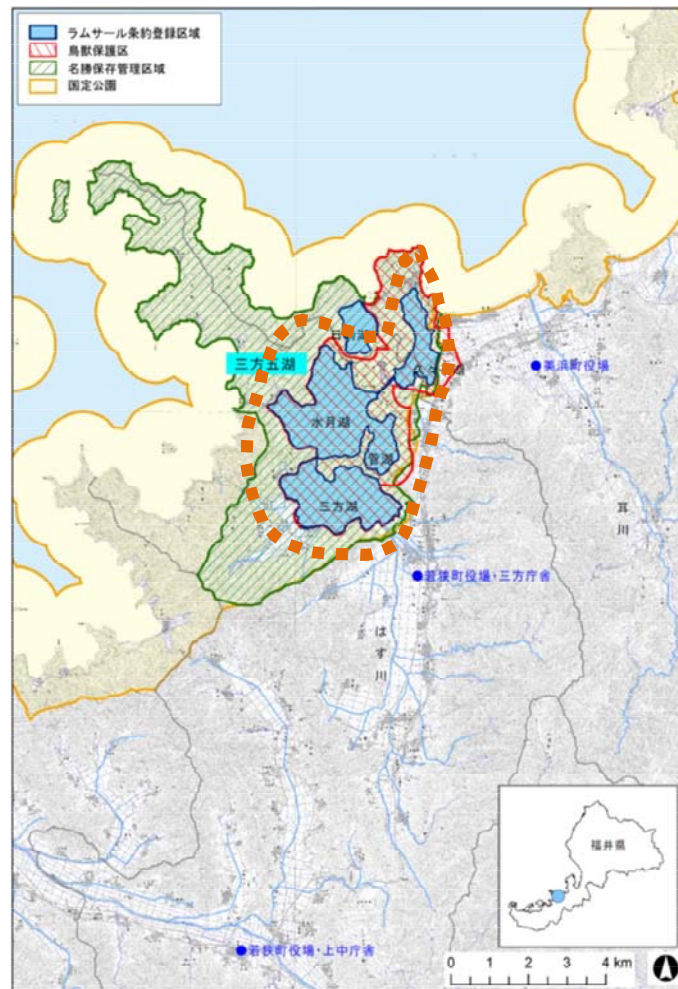 ラムサール条約登録区域
鳥獣保護区
名勝保存管理区域
国定公園
三方五湖
美浜町役場
水月湖
菅湖
三方湖
耳川
若狭町役場・三方庁舎
はす川
福井県
若狭町役場・上中庁舎
0 1 2 3 4 km